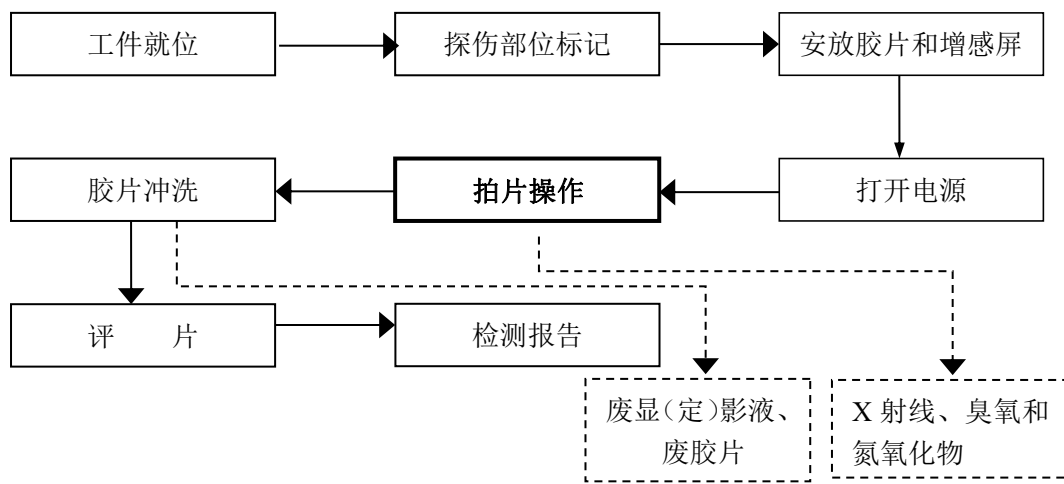 工件就位
探伤部位标记
安放胶片和增感屏
胶片冲洗
拍片操作
打开电源
评 片
检测报告
废显（定）影液、
废胶片
X 射线、臭氧和
氮氧化物